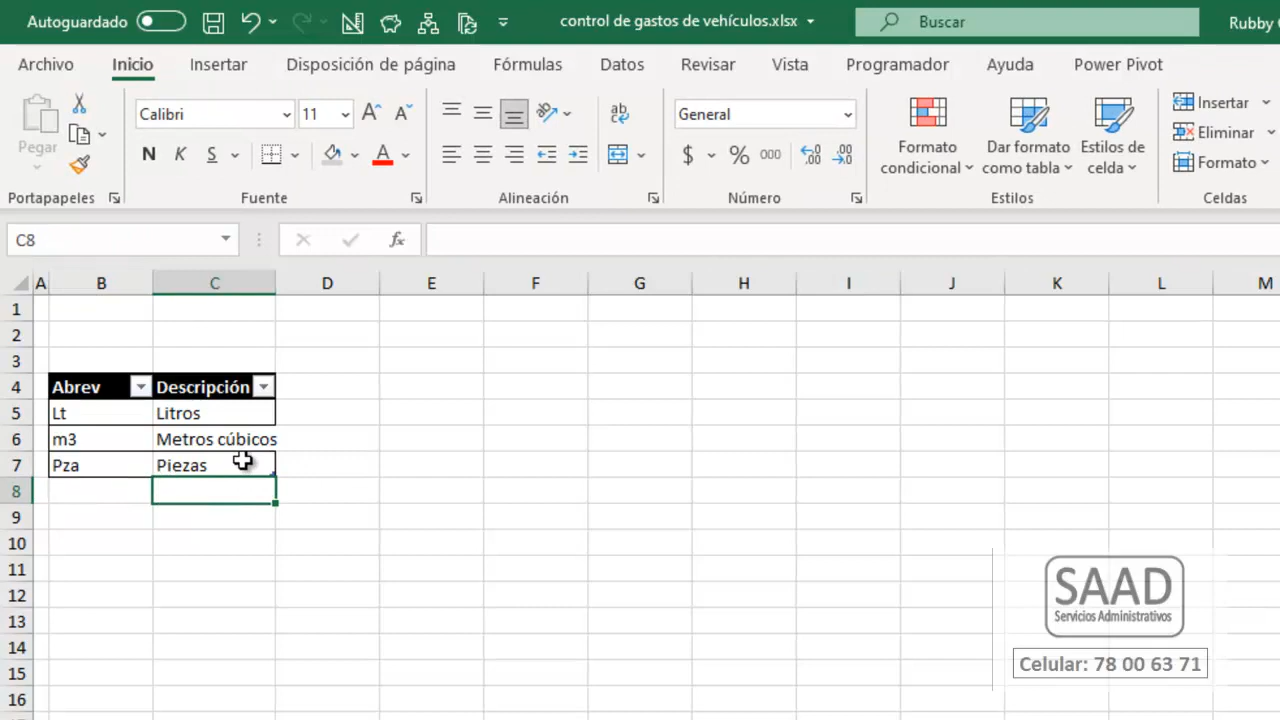 Autoguardado
control de gastos de vehículos.xlsx
Buscar
Rubby
Archivo Inicio Insertar Disposición de página Fórmulas Datos Revisar Vista Programador Ayuda Power Pivot
Pegar
Calibri 11
N K S
General
$ % 000
Formato condicional
Dar formato como tabla
Estilos de celda
Insertar
Eliminar
Formato
Portapapeles Fuente Alineación Número Estilos Celdas
C8 fx
A B C D E F G H I J K L M
1
2
3
4 Abrev Descripción
5 Lt Litros
6 m3 Metros cúbicos
7 Pza Piezas
8
9
10
11
12
13
14
15
16
SAAD
Servicios Administrativos
Celular: 78 00 63 71